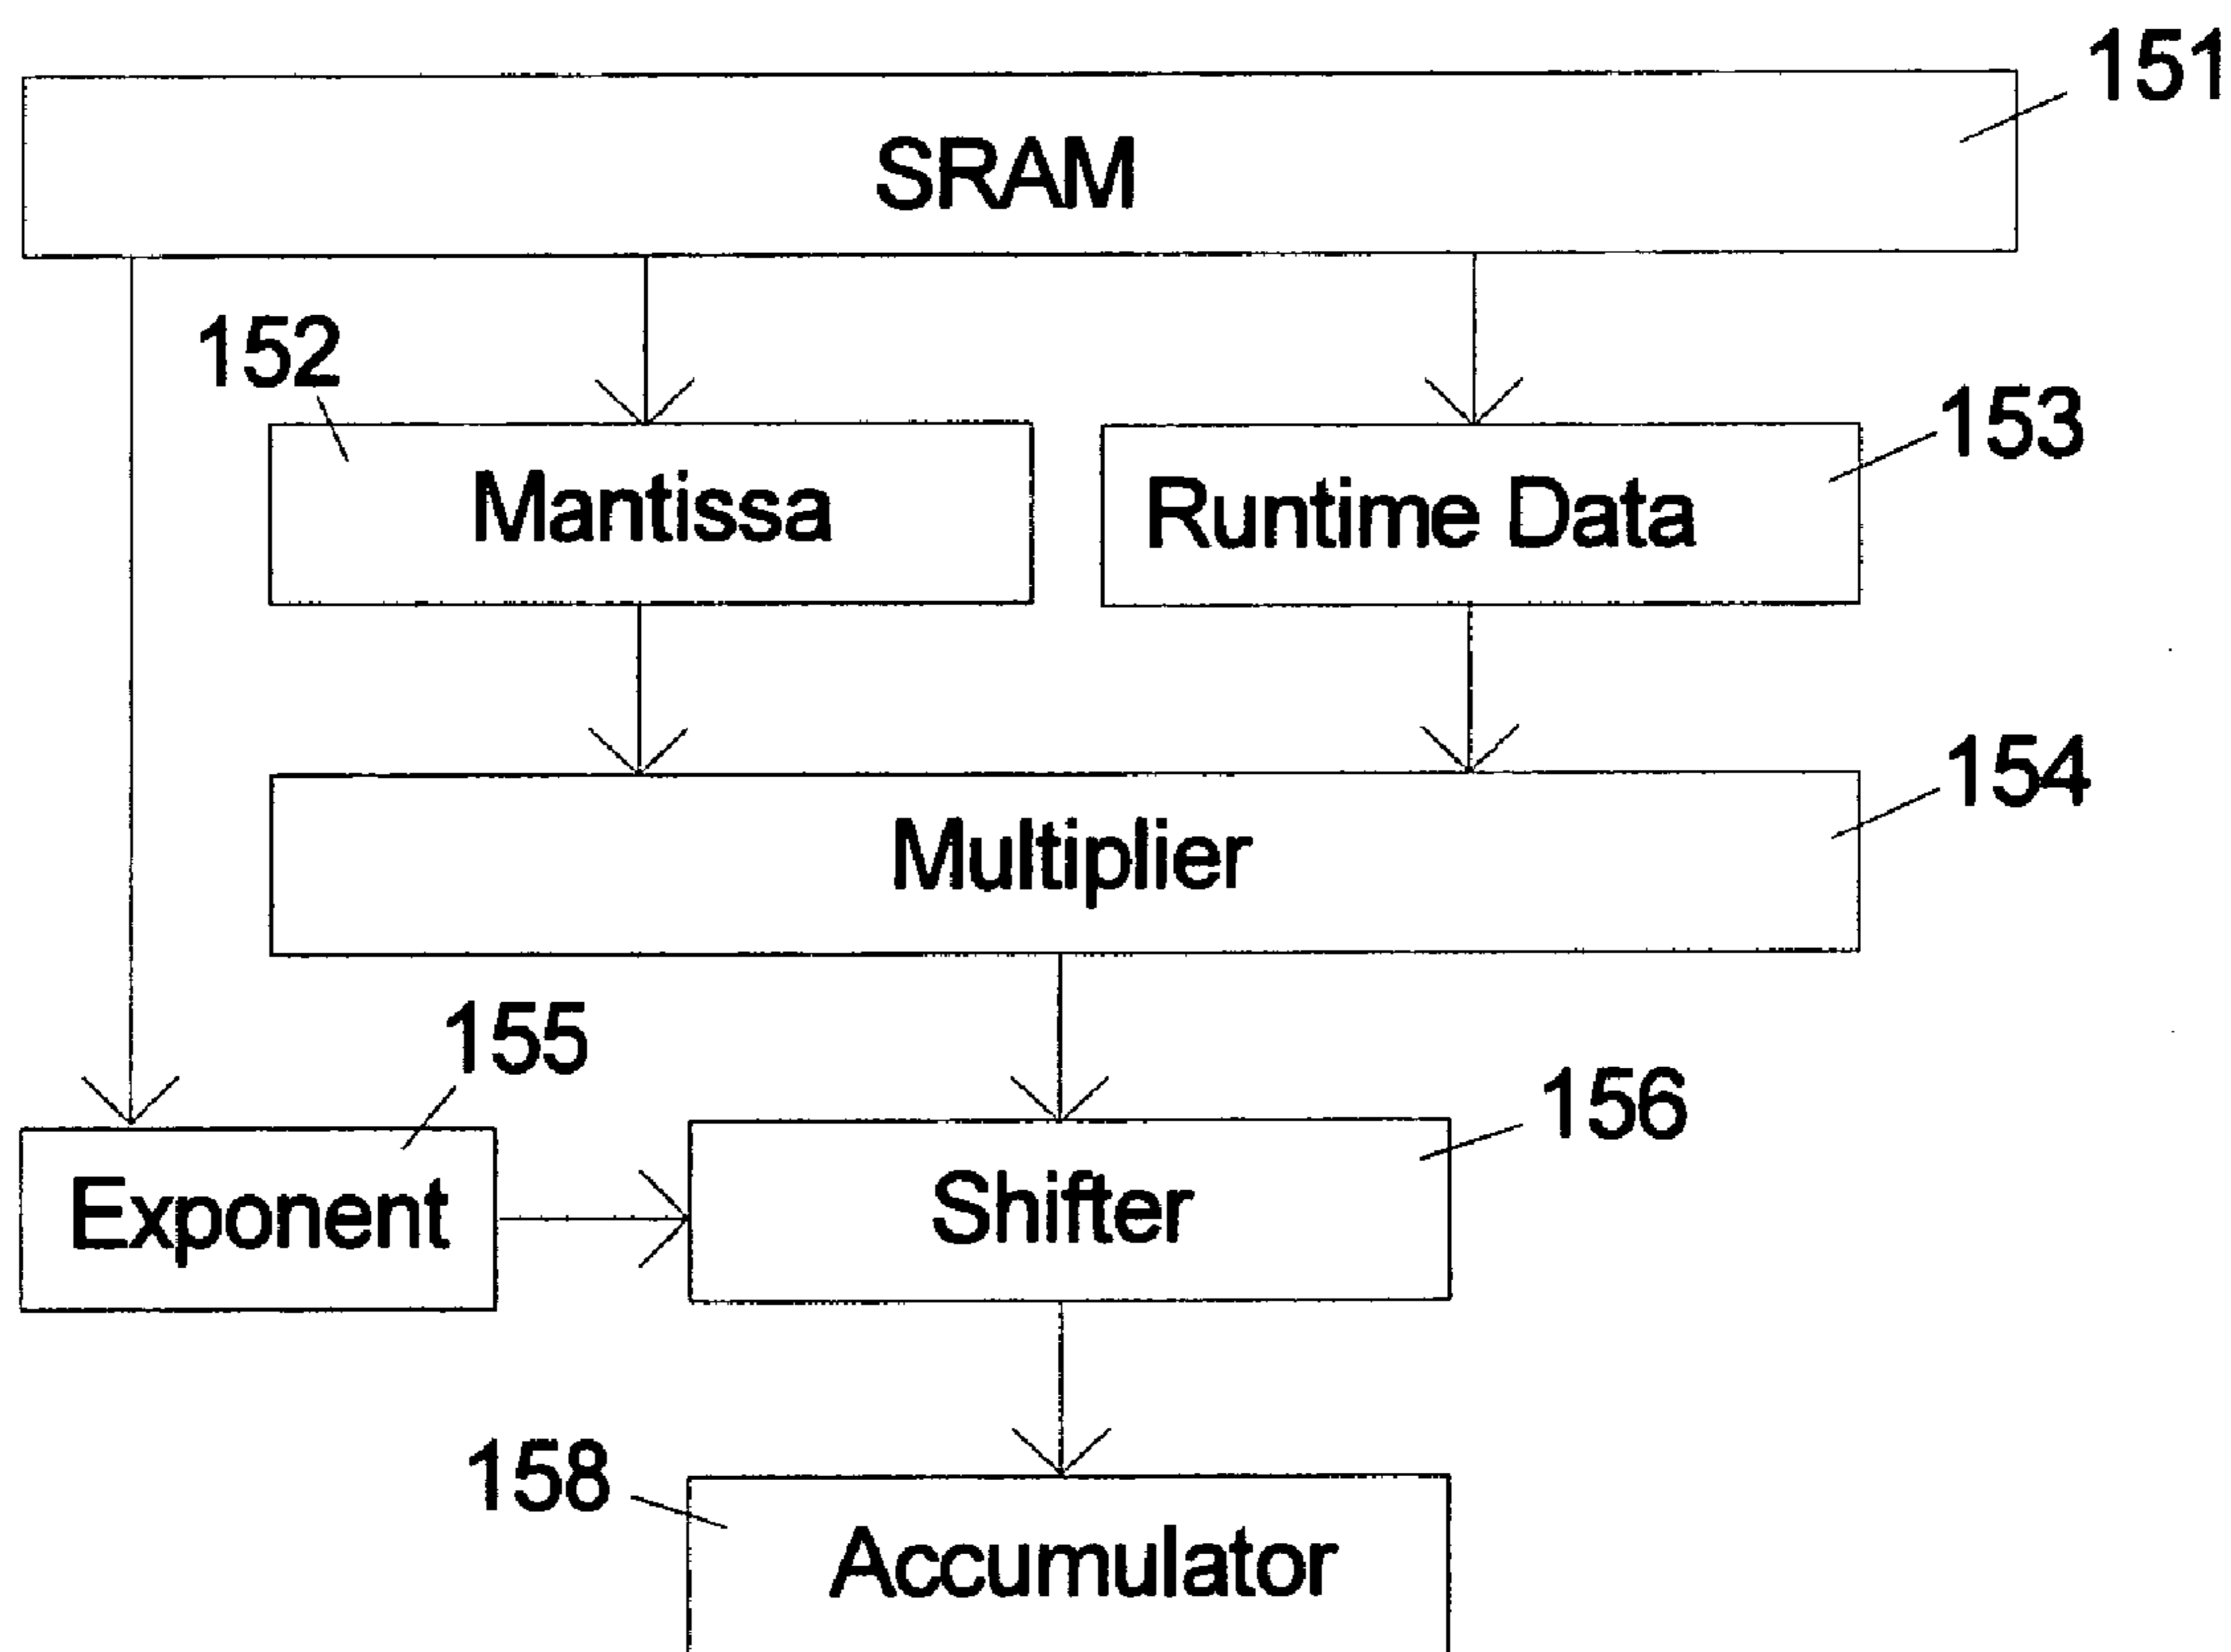 151
SRAM
152
Mantissa
153
Runtime Data
154
Multiplier
155
Exponent
156
Shifter
158
Accumulator